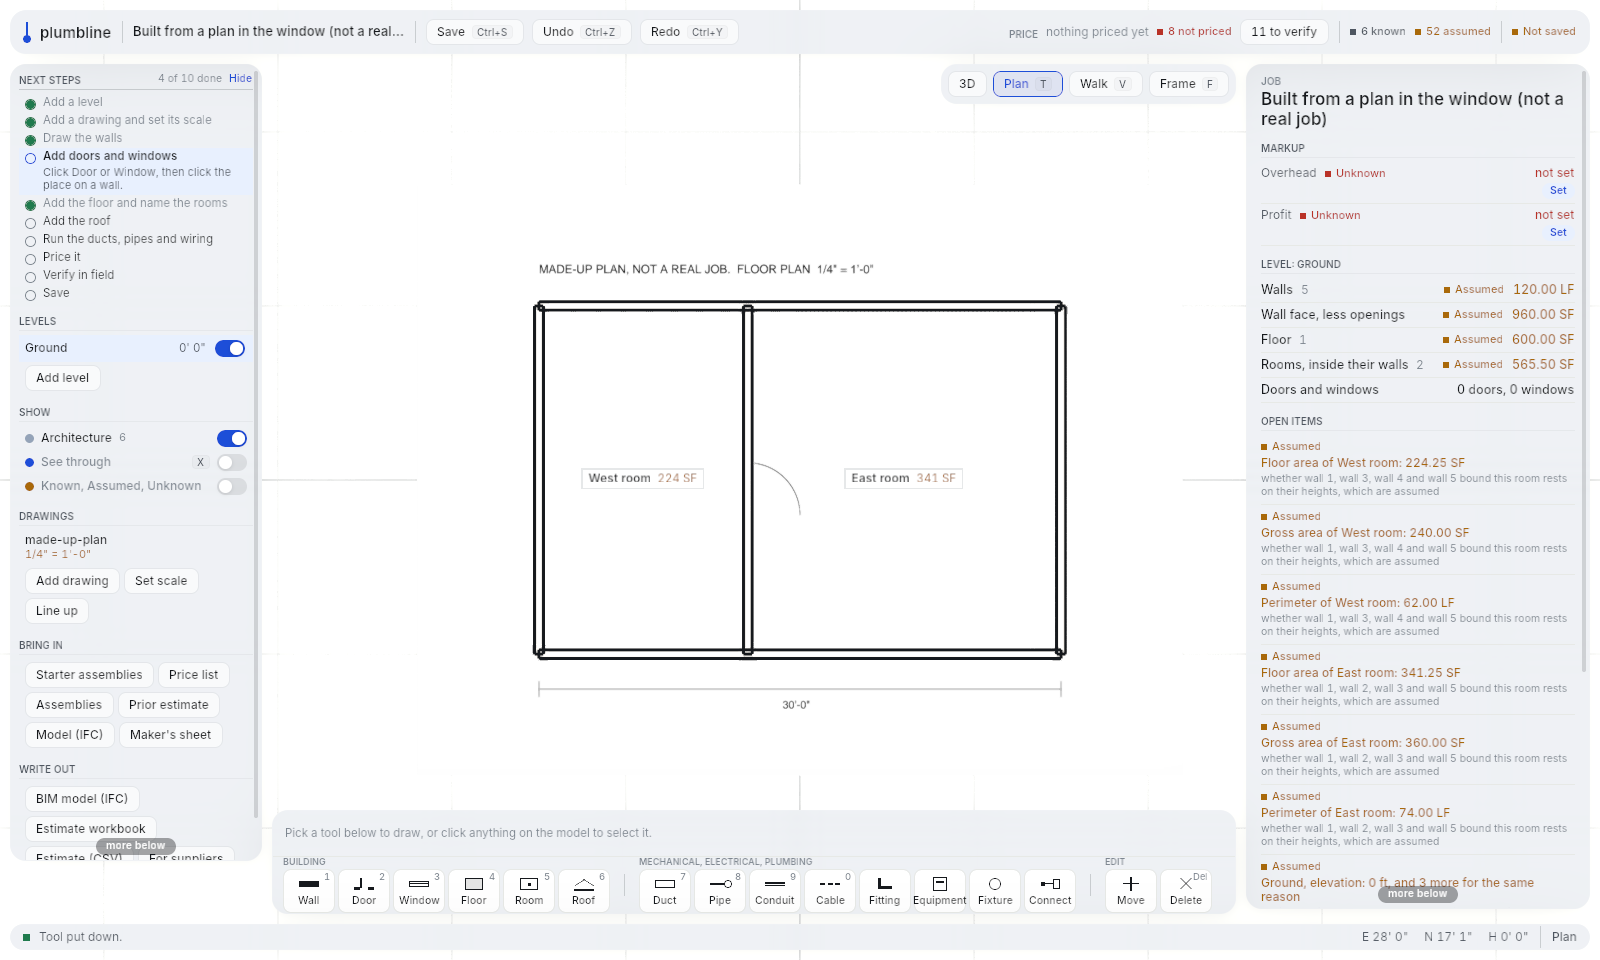 plumbline
Built from a plan in the window (not a real...
Save Ctrl+S
Undo Ctrl+Z
Redo Ctrl+Y
PRICE nothing priced yet
8 not priced
11 to verify
6 known
52 assumed
Not saved
NEXT STEPS
4 of 10 done Hide
Add a level
Add a drawing and set its scale
Draw the walls
Add doors and windows
Click Door or Window, then click the
place on a wall.
Add the floor and name the rooms
Add the roof
Run the ducts, pipes and wiring
Price it
Verify in field
Save
LEVELS
Ground 0' 0"
Add level
SHOW
Architecture 6
See through X
Known, Assumed, Unknown
DRAWINGS
made-up-plan
1/4" = 1'-0"
Add drawing Set scale
Line up
BRING IN
Starter assemblies Price list
Assemblies Prior estimate
Model (IFC) Maker's sheet
WRITE OUT
BIM model (IFC)
Estimate workbook
more below
Estimate (CSV) For suppliers
3D
Plan T
Walk V
Frame F
MADE-UP PLAN, NOT A REAL JOB. FLOOR PLAN 1/4" = 1'-0"
West room 224 SF
East room 341 SF
30'-0"
Pick a tool below to draw, or click anything on the model to select it.
BUILDING
Wall 1
Door 2
Window 3
Floor 4
Room 5
Roof 6
MECHANICAL, ELECTRICAL, PLUMBING
Duct 7
Pipe 8
Conduit 9
Cable 0
Fitting
Equipment
Fixture
Connect
EDIT
Move
Delete Del
JOB
Built from a plan in the window (not a
real job)
MARKUP
Overhead Unknown not set
Set
Profit Unknown not set
Set
LEVEL: GROUND
Walls 5 Assumed 120.00 LF
Wall face, less openings Assumed 960.00 SF
Floor 1 Assumed 600.00 SF
Rooms, inside their walls 2 Assumed 565.50 SF
Doors and windows 0 doors, 0 windows
OPEN ITEMS
Assumed
Floor area of West room: 224.25 SF
whether wall 1, wall 3, wall 4 and wall 5 bound this room rests
on their heights, which are assumed
Assumed
Gross area of West room: 240.00 SF
whether wall 1, wall 3, wall 4 and wall 5 bound this room rests
on their heights, which are assumed
Assumed
Perimeter of West room: 62.00 LF
whether wall 1, wall 3, wall 4 and wall 5 bound this room rests
on their heights, which are assumed
Assumed
Floor area of East room: 341.25 SF
whether wall 1, wall 2, wall 3 and wall 5 bound this room rests
on their heights, which are assumed
Assumed
Gross area of East room: 360.00 SF
whether wall 1, wall 2, wall 3 and wall 5 bound this room rests
on their heights, which are assumed
Assumed
Perimeter of East room: 74.00 LF
whether wall 1, wall 2, wall 3 and wall 5 bound this room rests
on their heights, which are assumed
Assumed
Ground, elevation: 0 ft, and 3 more for the same
reason
more below
Tool put down.
E 28' 0" N 17' 1" H 0' 0" Plan